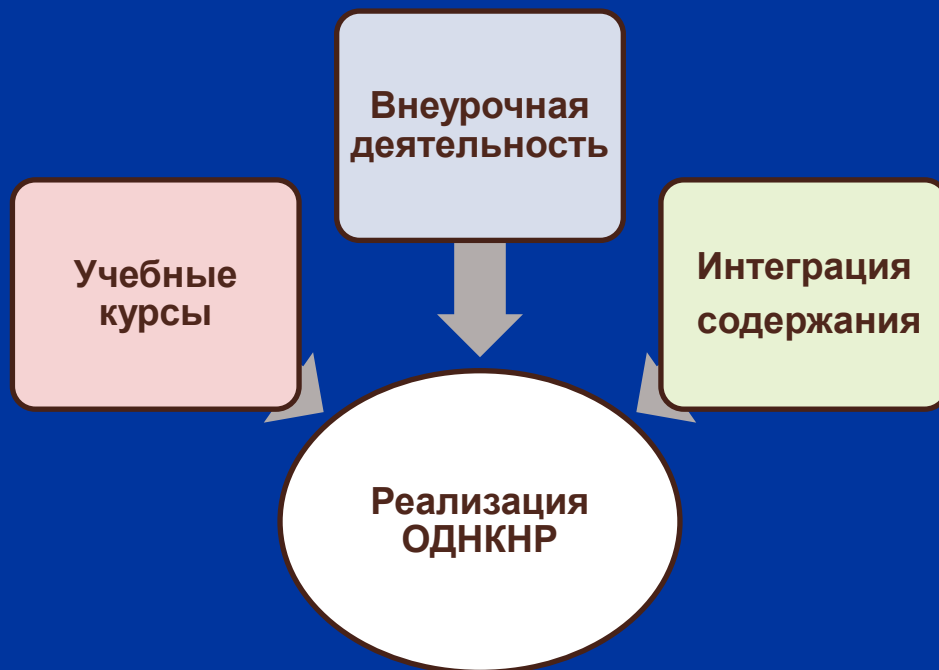 Внеурочная
деятельность
Учебные
курсы
Интеграция
содержания
Реализация
ОДНКНР